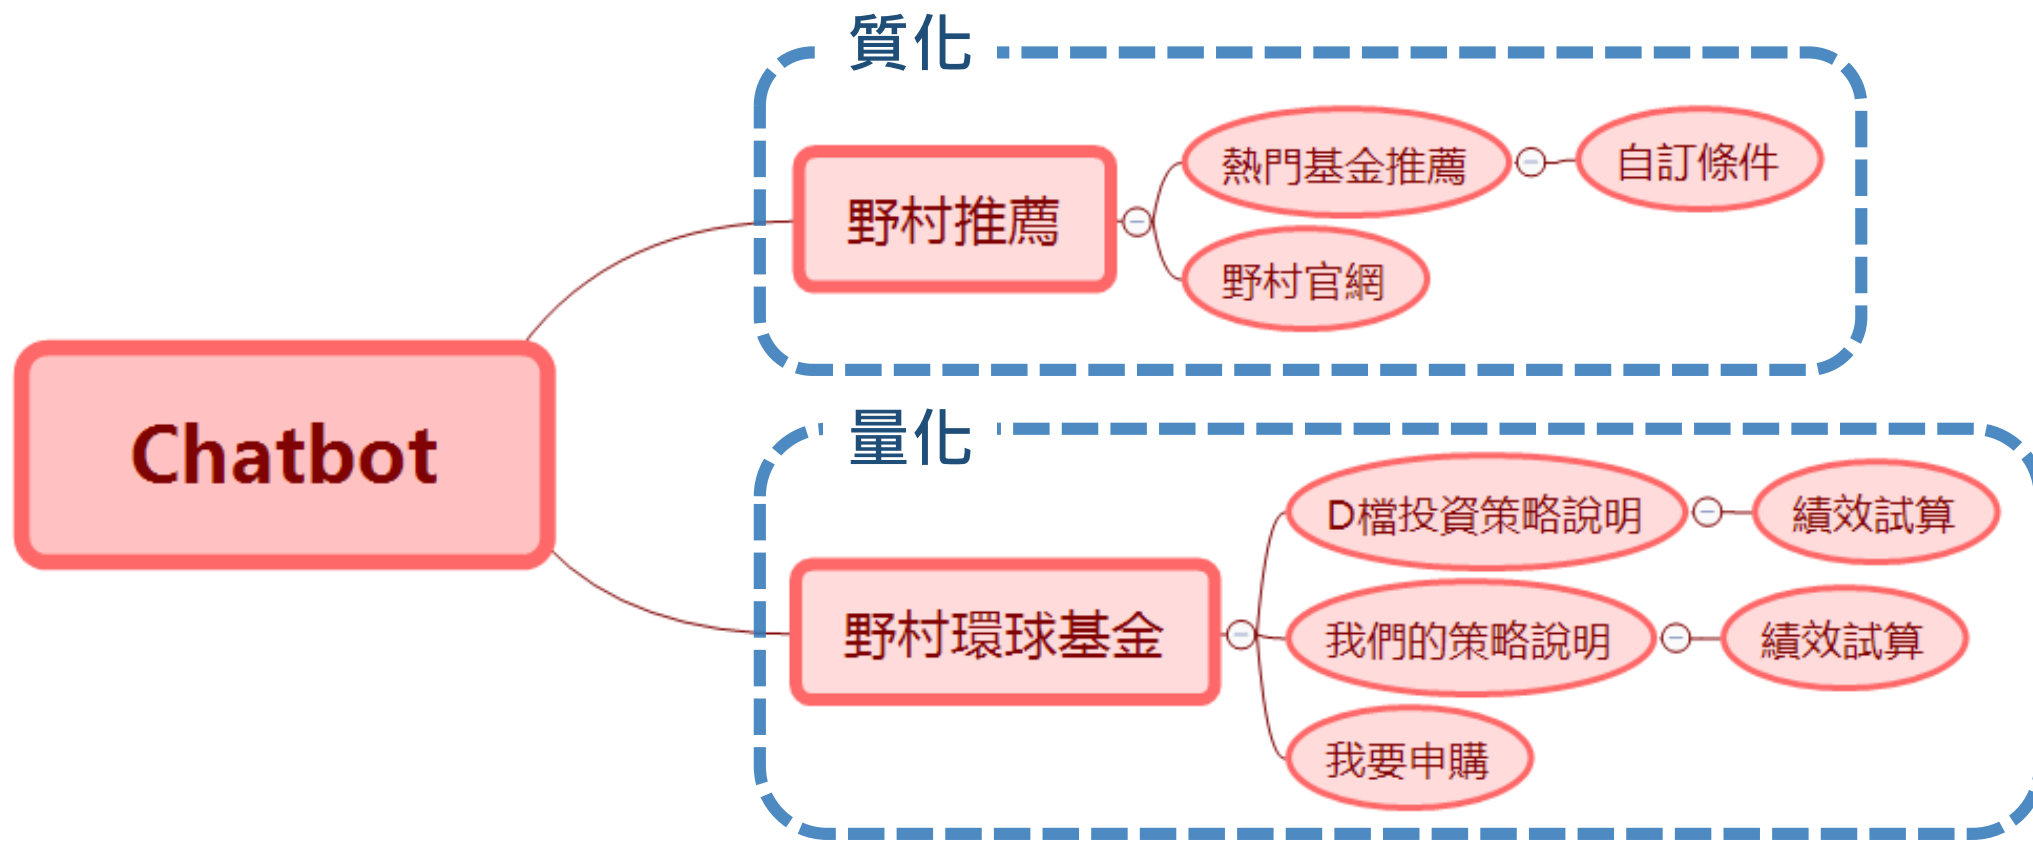 質化
野村推薦
熱門基金推薦
自訂條件
野村官網
Chatbot
量化
野村環球基金
D檔投資策略說明
績效試算
我們的策略說明
績效試算
我要申購